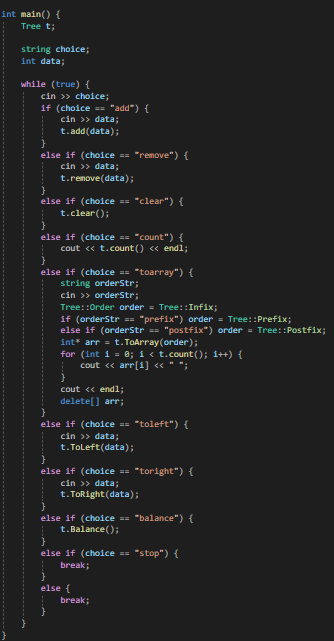 int main() {
    Tree t;

    string choice;
    int data;

    while (true) {
        cin >> choice;
        if (choice == "add") {
            cin >> data;
            t.add(data);
        }
        else if (choice == "remove") {
            cin >> data;
            t.remove(data);
        }
        else if (choice == "clear") {
            t.clear();
        }
        else if (choice == "count") {
            cout << t.count() << endl;
        }
        else if (choice == "toarray") {
            string orderStr;
            cin >> orderStr;
            Tree::Order order = Tree::Infix;
            if (orderStr == "prefix") order = Tree::Prefix;
            else if (orderStr == "postfix") order = Tree::Postfix;
            int* arr = t.ToArray(order);
            for (int i = 0; i < t.count(); i++) {
                cout << arr[i] << " ";
            }
            cout << endl;
            delete[] arr;
        }
        else if (choice == "toleft") {
            cin >> data;
            t.ToLeft(data);
        }
        else if (choice == "toright") {
            cin >> data;
            t.ToRight(data);
        }
        else if (choice == "balance") {
            t.Balance();
        }
        else if (choice == "stop") {
            break;
        }
        else {
            break;
        }
    }
}